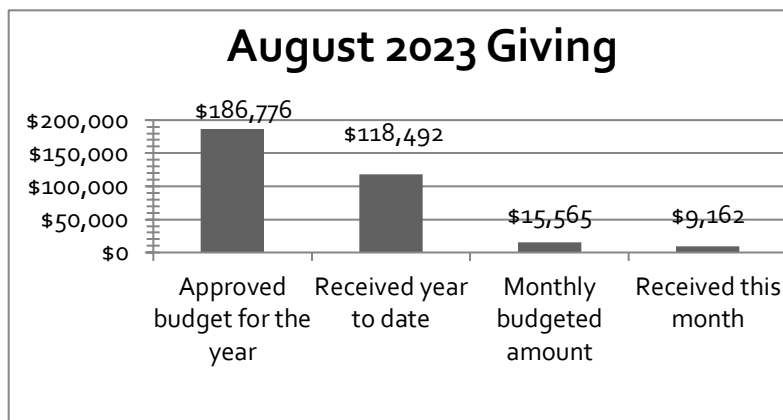 August 2023 Giving
$186,776
$200,000
$118,492
$150,000
$100,000
$15,565
$9,162
$50,000
$0
Approved
budget for the
year
Received year
to date
Monthly
budgeted
amount
Received this
month